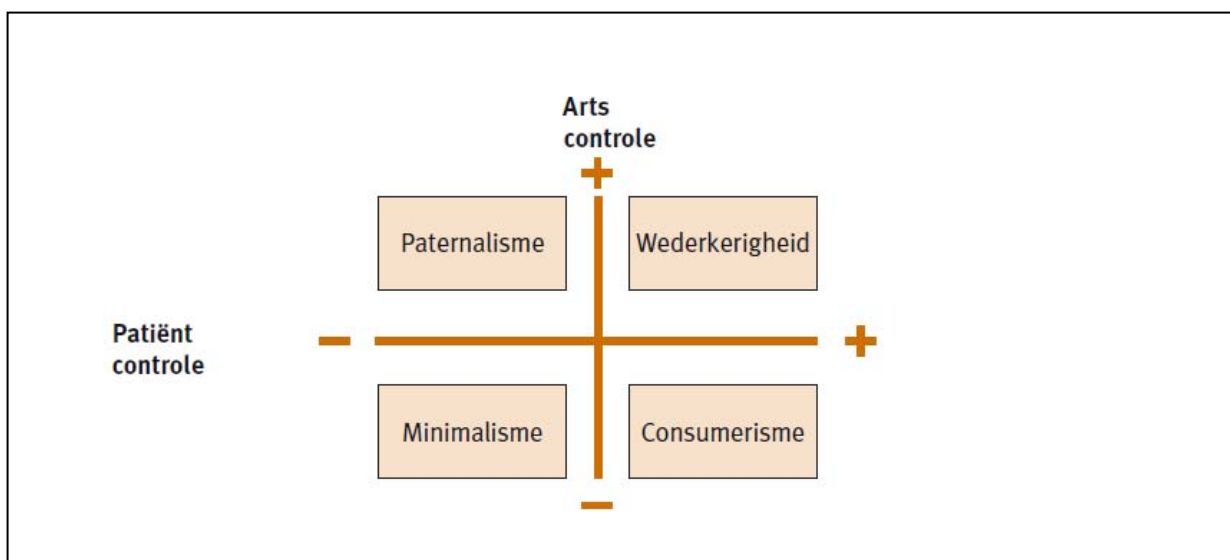 Arts
controle
+
Paternalisme
Wederkerigheid
Patiënt
controle
− +
Minimalisme
Consumerisme
−